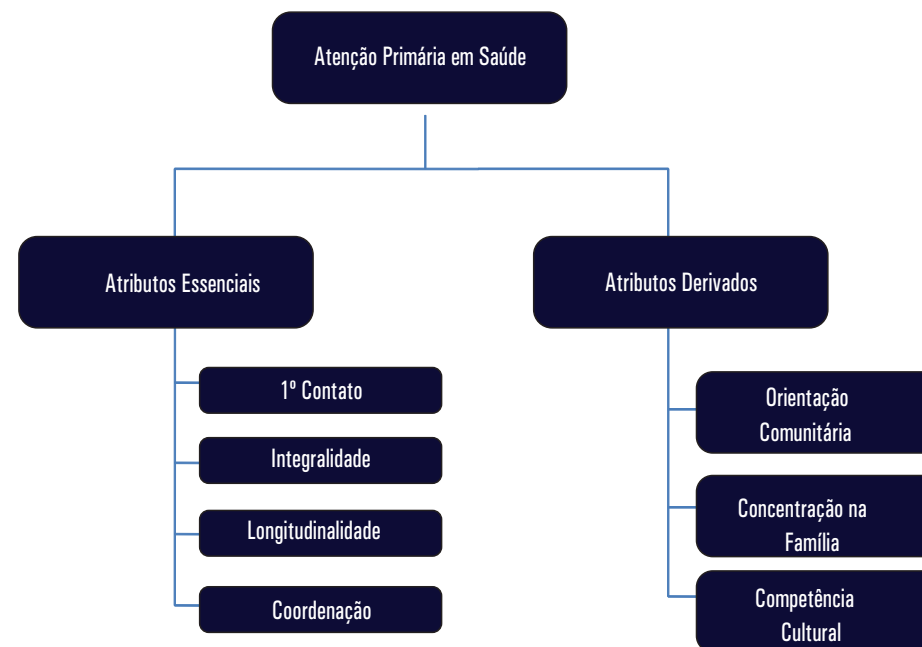 Atenção Primária em Saúde
Atributos Essenciais
1º Contato
Integralidade
Longitudinalidade
Coordenação
Atributos Derivados
Orientação
Comunitária
Concentração na
Família
Competência
Cultural